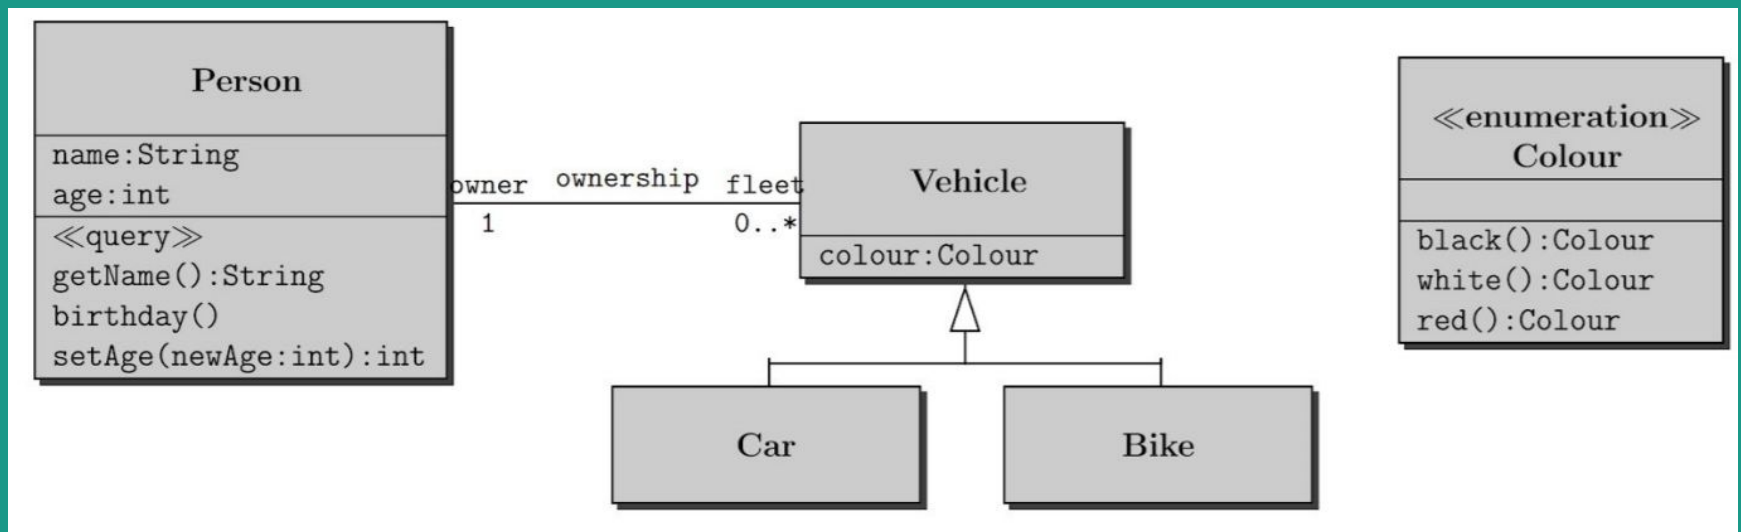 Person
name:String
age:int
≪query≫
getName():String
birthday()
setAge(newAge:int):int
owner ownership fleet
1 0..*
Vehicle
colour:Colour
Car
Bike
≪enumeration≫
Colour
black():Colour
white():Colour
red():Colour